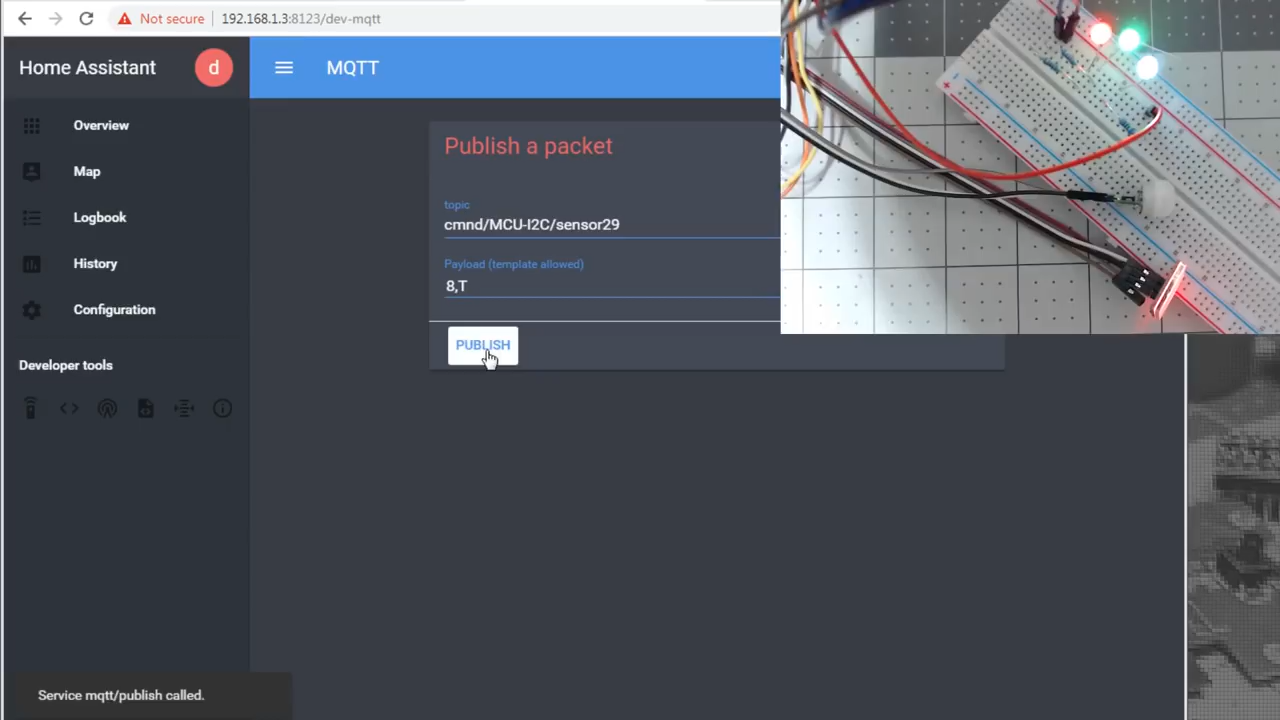 Not secure
192.168.1.3:8123/dev-mqtt
Home Assistant
d
MQTT
Overview
Map
Logbook
History
Configuration
Developer tools
Publish a packet
topic
cmnd/MCU-I2C/sensor29
Payload (template allowed)
8,T
PUBLISH
Service mqtt/publish called.